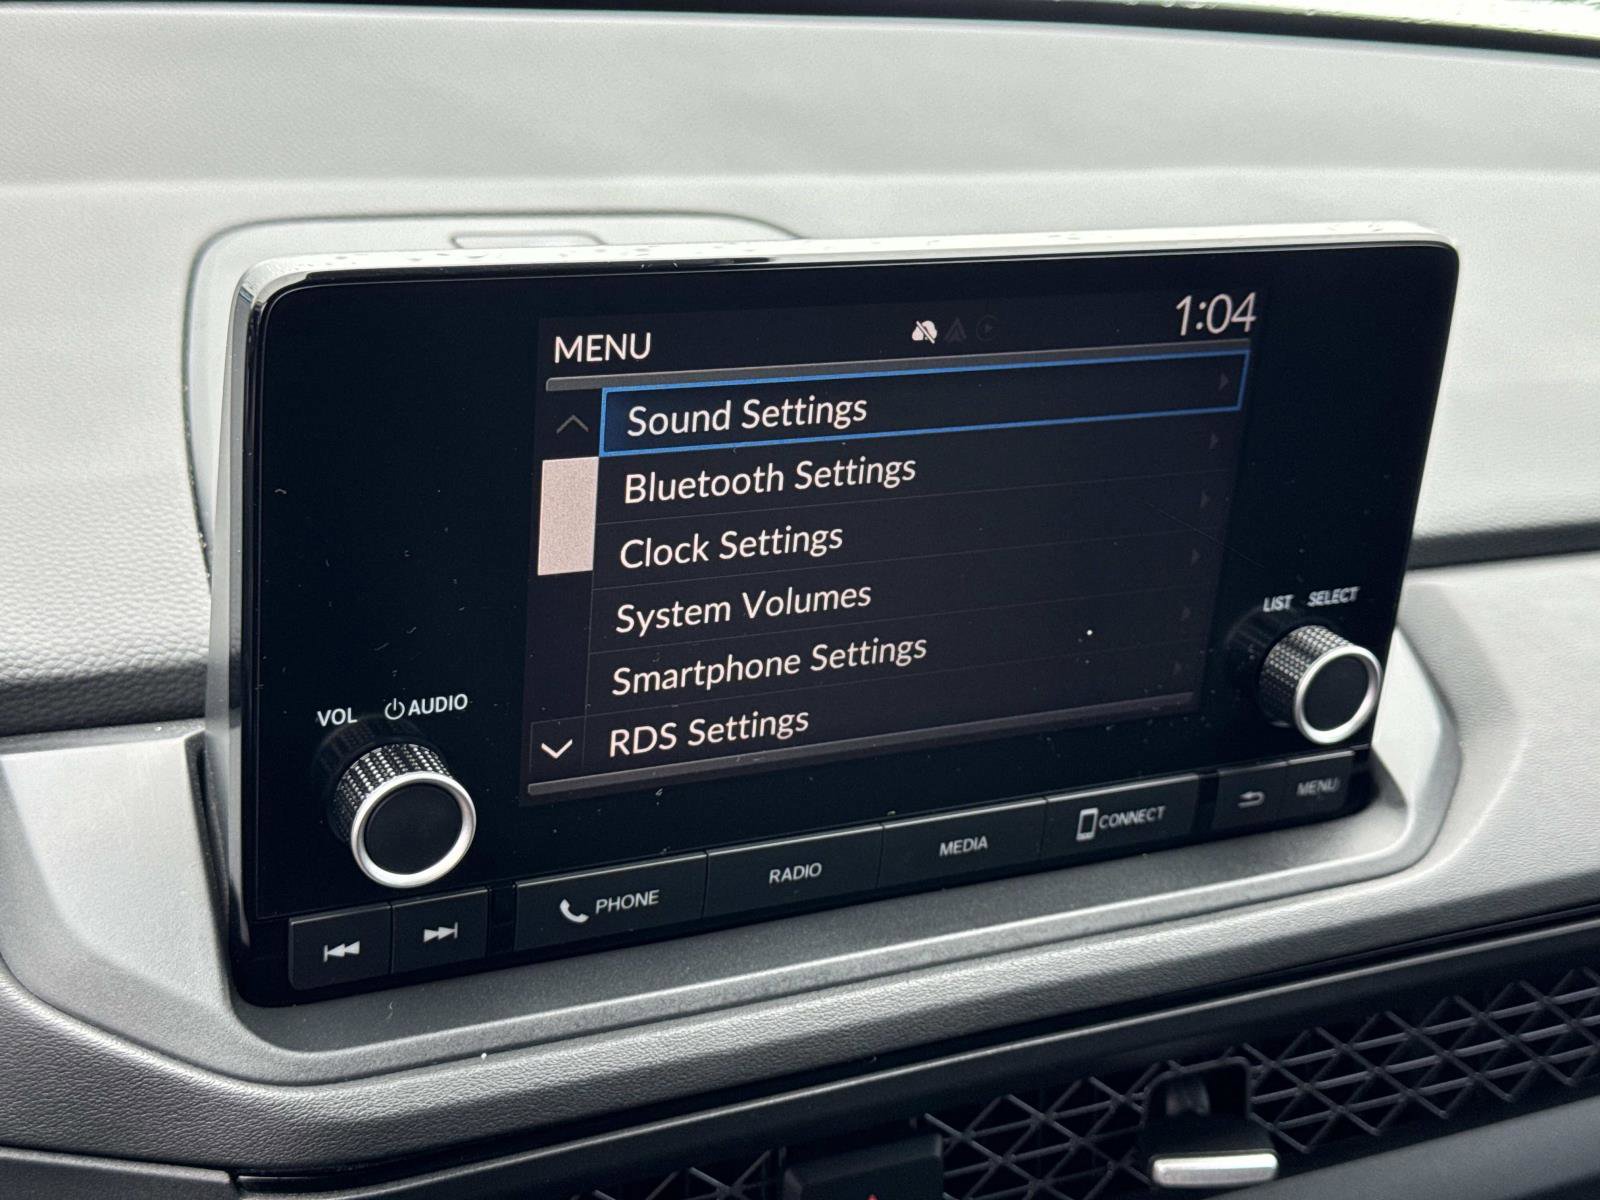 MENU 1:04
Sound Settings
Bluetooth Settings
Clock Settings
System Volumes
Smartphone Settings
RDS Settings
LIST SELECT
VOL AUDIO
PHONE RADIO MEDIA CONNECT MENU